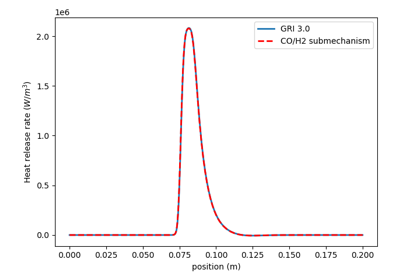 1e6
GRI 3.0
CO/H2 submechanism
2.0
1.5
1.0
0.5
0.0
Heat release rate (W/m³)
0.000 0.025 0.050 0.075 0.100 0.125 0.150 0.175 0.200
position (m)